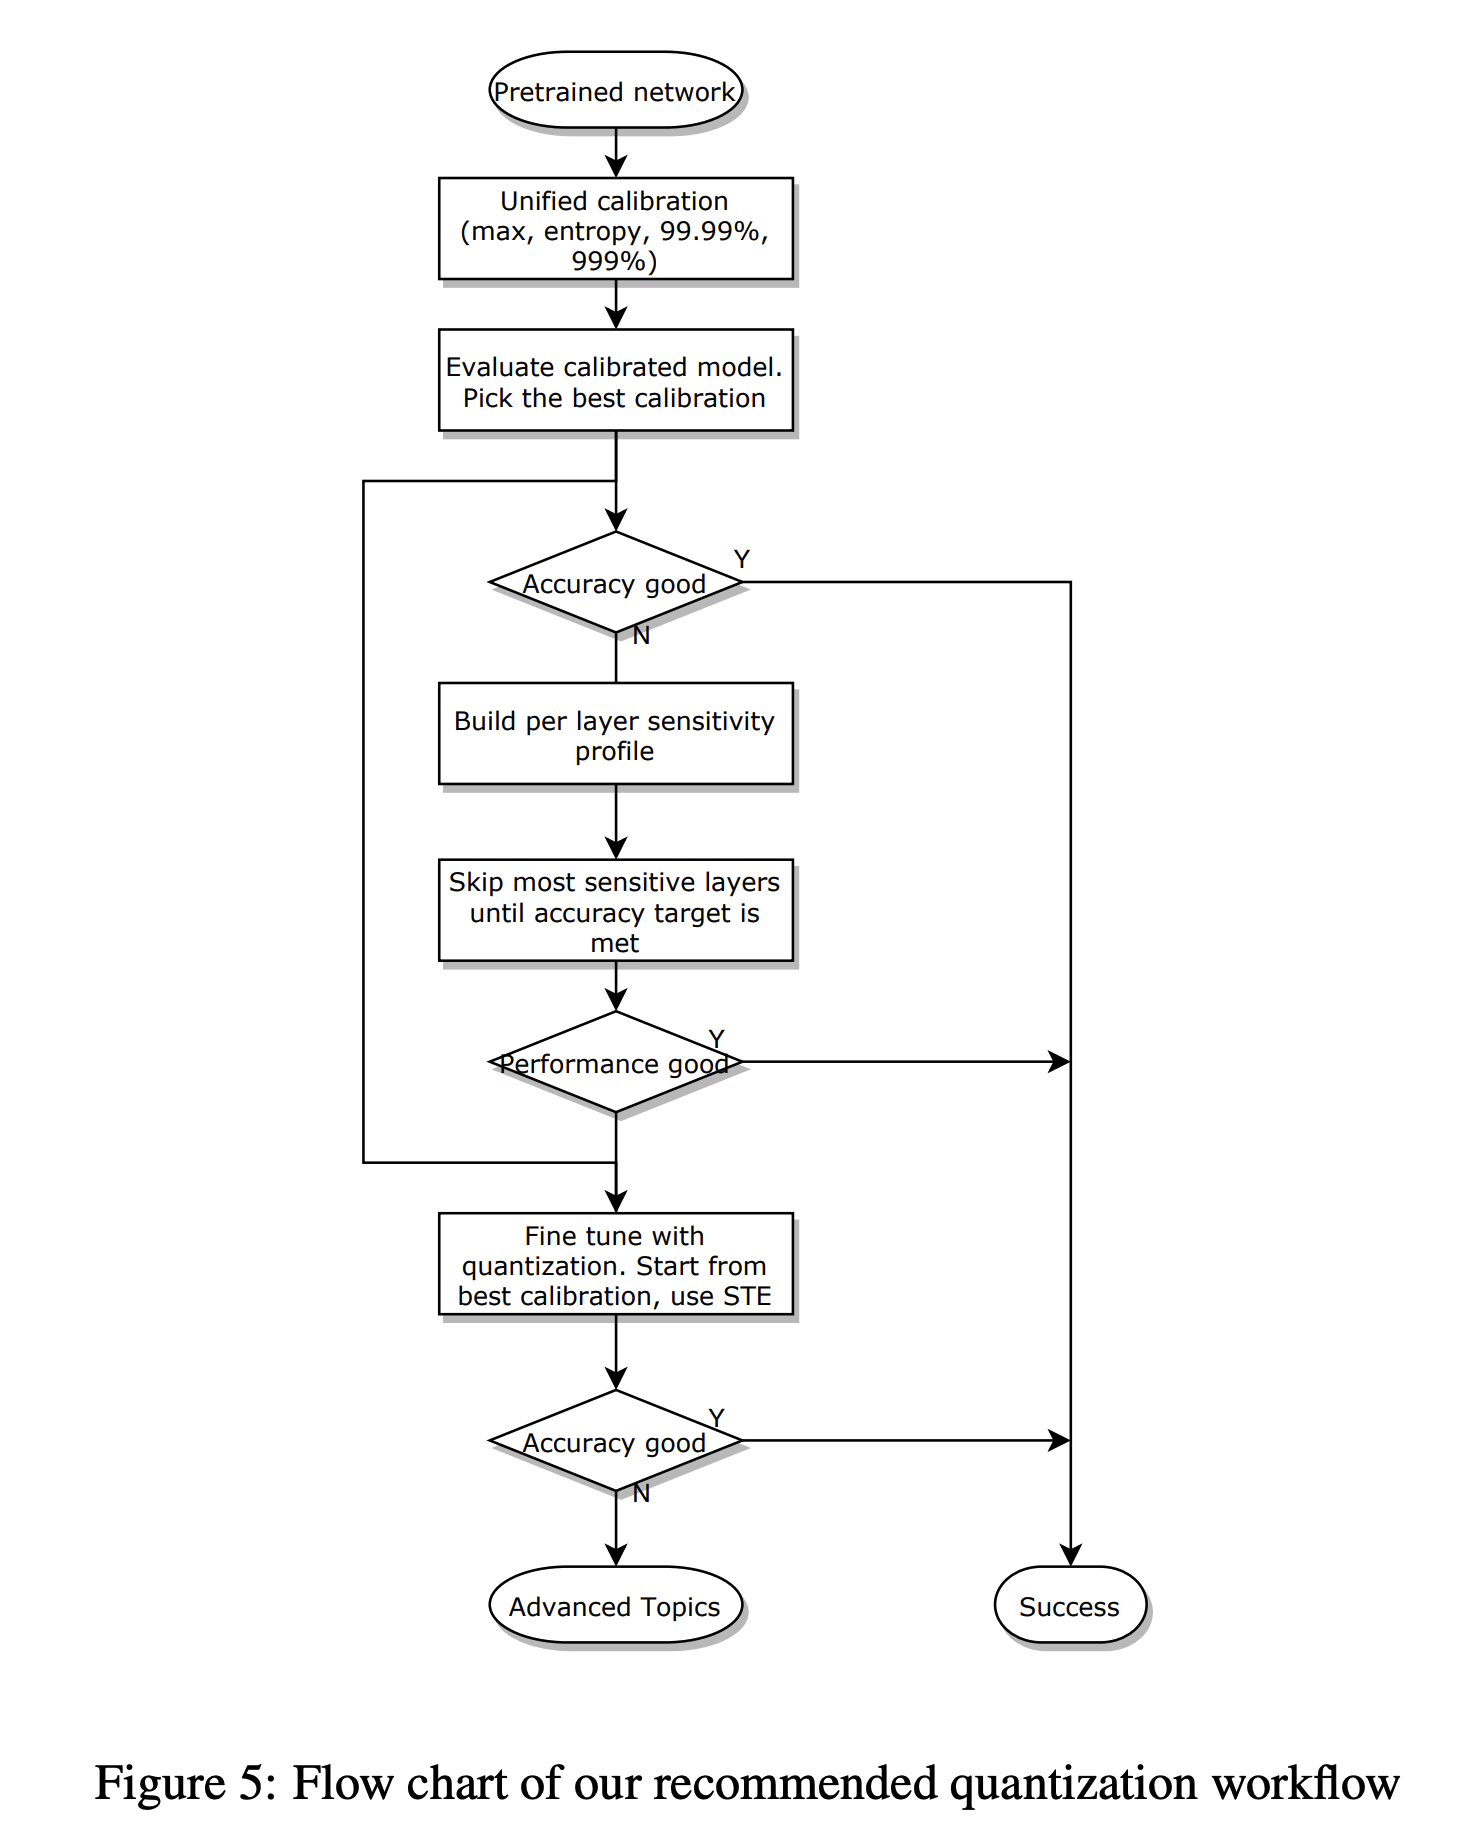 Pretrained network
Unified calibration
(max, entropy, 99.99%,
999%)
Evaluate calibrated model.
Pick the best calibration
Y
Accuracy good
N
Build per layer sensitivity
profile
Skip most sensitive layers
until accuracy target is
met
Y
Performance good
Fine tune with
quantization. Start from
best calibration, use STE
Y
Accuracy good
N
Advanced Topics
Success
Figure 5: Flow chart of our recommended quantization workflow